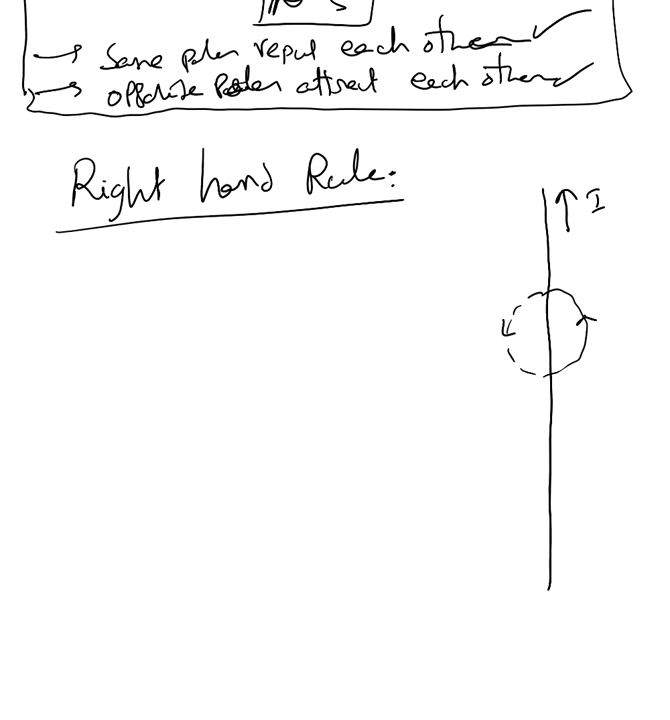 → Same poles repel each other ✓
→ opposite Poles attract each other ✓
Right hand Rule:
↑ I